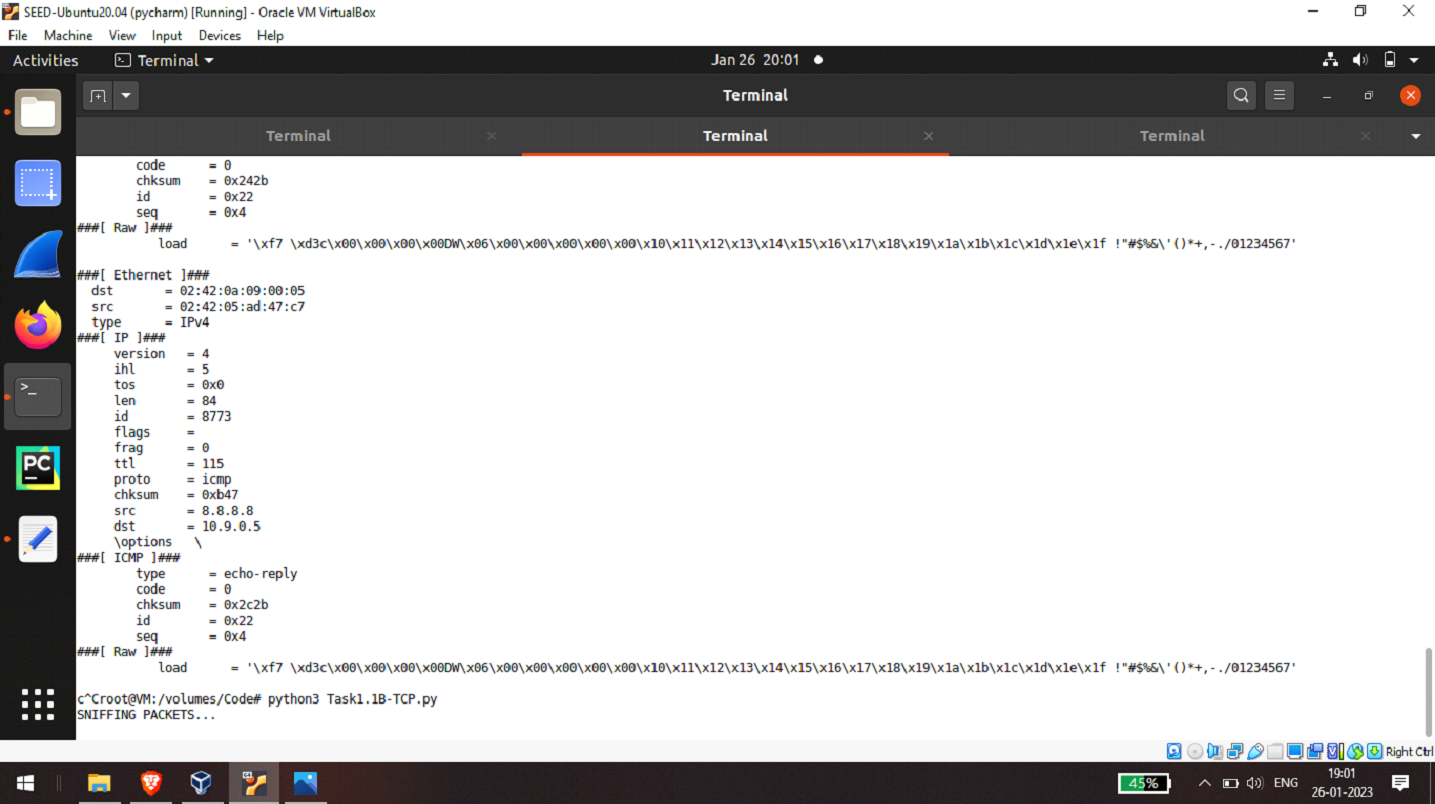 SEED-Ubuntu20.04 (pycharm) [Running] - Oracle VM VirtualBox
File Machine View Input Devices Help
Activities Terminal Jan 26 20:01
Terminal
Terminal Terminal Terminal
code = 0
chksum = 0x242b
id = 0x22
seq = 0x4
###[ Raw ]###
load = '\xf7 \xd3c\x00\x00\x00\x00DW\x06\x00\x00\x00\x00\x00\x10\x11\x12\x13\x14\x15\x16\x17\x18\x19\x1a\x1b\x1c\x1d\x1e\x1f !"#$%&\'()*+,-./01234567'
###[ Ethernet ]###
dst = 02:42:0a:09:00:05
src = 02:42:05:ad:47:c7
type = IPv4
###[ IP ]###
version = 4
ihl = 5
tos = 0x0
len = 84
id = 8773
flags =
frag = 0
ttl = 115
proto = icmp
chksum = 0xb47
src = 8.8.8.8
dst = 10.9.0.5
\options \
###[ ICMP ]###
type = echo-reply
code = 0
chksum = 0x2c2b
id = 0x22
seq = 0x4
###[ Raw ]###
load = '\xf7 \xd3c\x00\x00\x00\x00DW\x06\x00\x00\x00\x00\x00\x10\x11\x12\x13\x14\x15\x16\x17\x18\x19\x1a\x1b\x1c\x1d\x1e\x1f !"#$%&\'()*+,-./01234567'
c^Croot@VM:/volumes/Code# python3 Task1.1B-TCP.py
SNIFFING PACKETS...
PC
Right Ctrl
64
45% ENG 19:01
26-01-2023